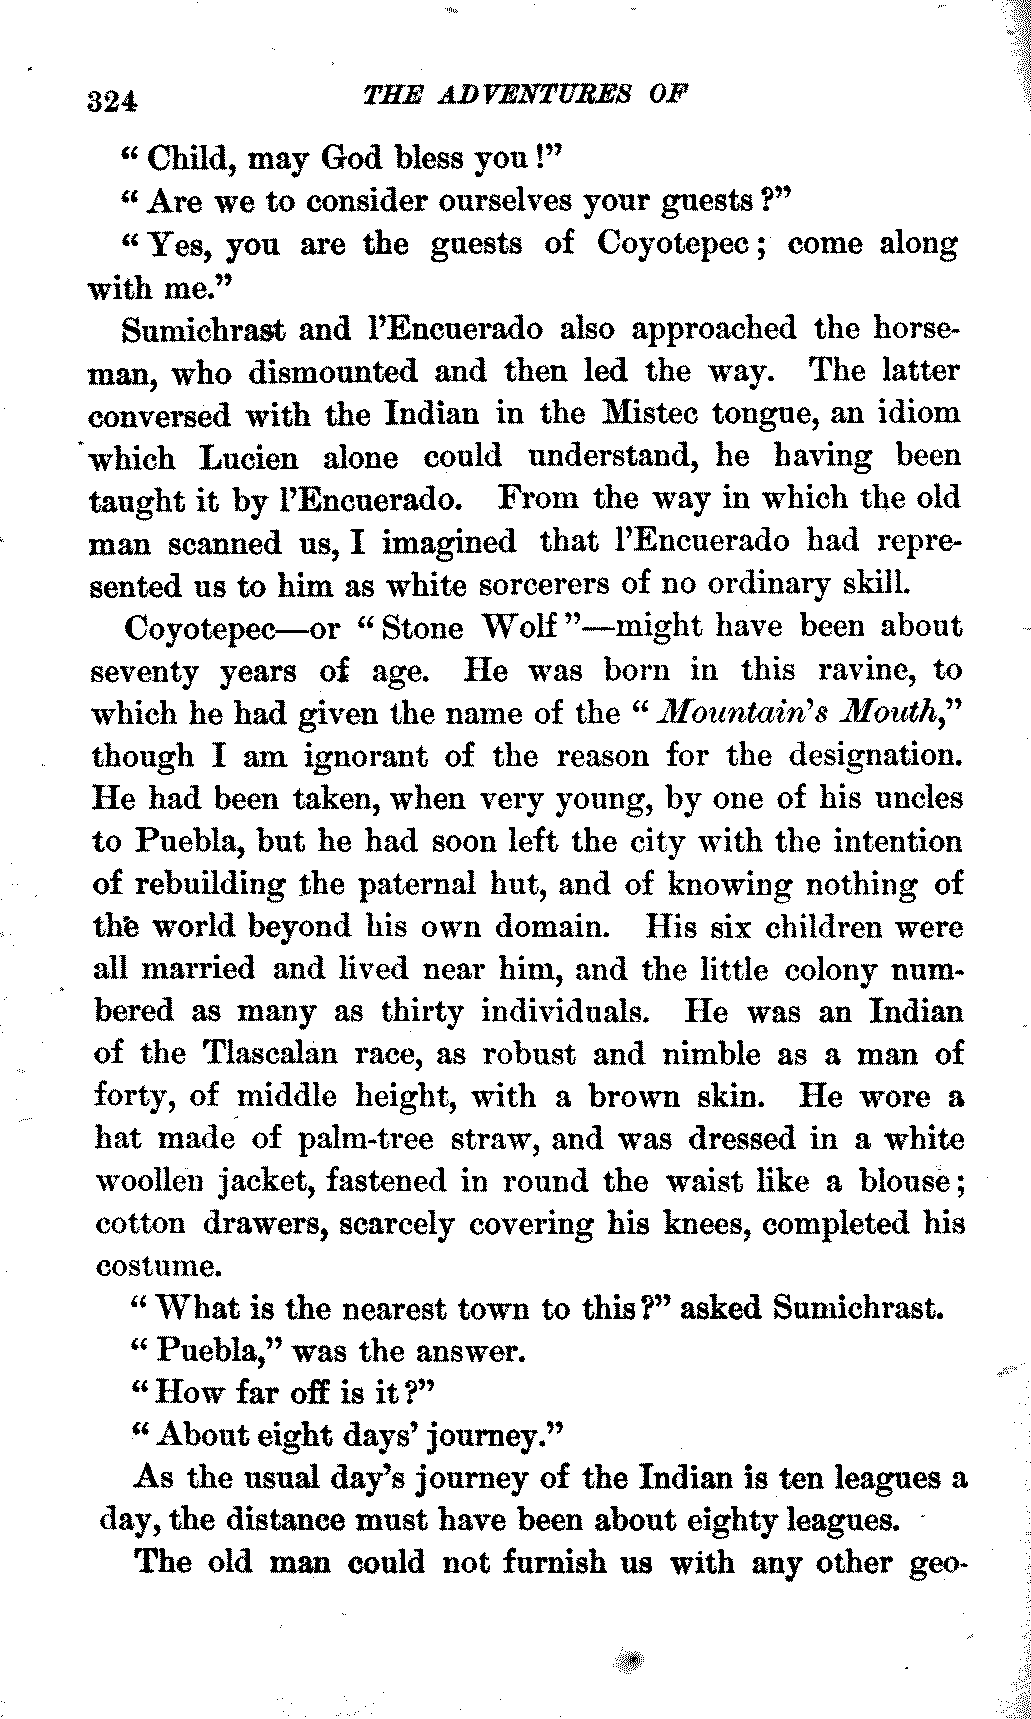 324 THE ADVENTURES OF
“Child, may God bless you!”
“Are we to consider ourselves your guests?”
“Yes, you are the guests of Coyotepec; come along
with me.”
Sumichrast and l’Encuerado also approached the horse-
man, who dismounted and then led the way. The latter
conversed with the Indian in the Mistec tongue, an idiom
which Lucien alone could understand, he having been
taught it by l’Encuerado. From the way in which the old
man scanned us, I imagined that l’Encuerado had repre-
sented us to him as white sorcerers of no ordinary skill.
Coyotepec—or “Stone Wolf”—might have been about
seventy years of age. He was born in this ravine, to
which he had given the name of the “Mountain’s Mouth,”
though I am ignorant of the reason for the designation.
He had been taken, when very young, by one of his uncles
to Puebla, but he had soon left the city with the intention
of rebuilding the paternal hut, and of knowing nothing of
the world beyond his own domain. His six children were
all married and lived near him, and the little colony num-
bered as many as thirty individuals. He was an Indian
of the Tlascalan race, as robust and nimble as a man of
forty, of middle height, with a brown skin. He wore a
hat made of palm-tree straw, and was dressed in a white
woollen jacket, fastened in round the waist like a blouse;
cotton drawers, scarcely covering his knees, completed his
costume.
“What is the nearest town to this?” asked Sumichrast.
“Puebla,” was the answer.
“How far off is it?”
“About eight days’ journey.”
As the usual day’s journey of the Indian is ten leagues a
day, the distance must have been about eighty leagues.
The old man could not furnish us with any other geo-